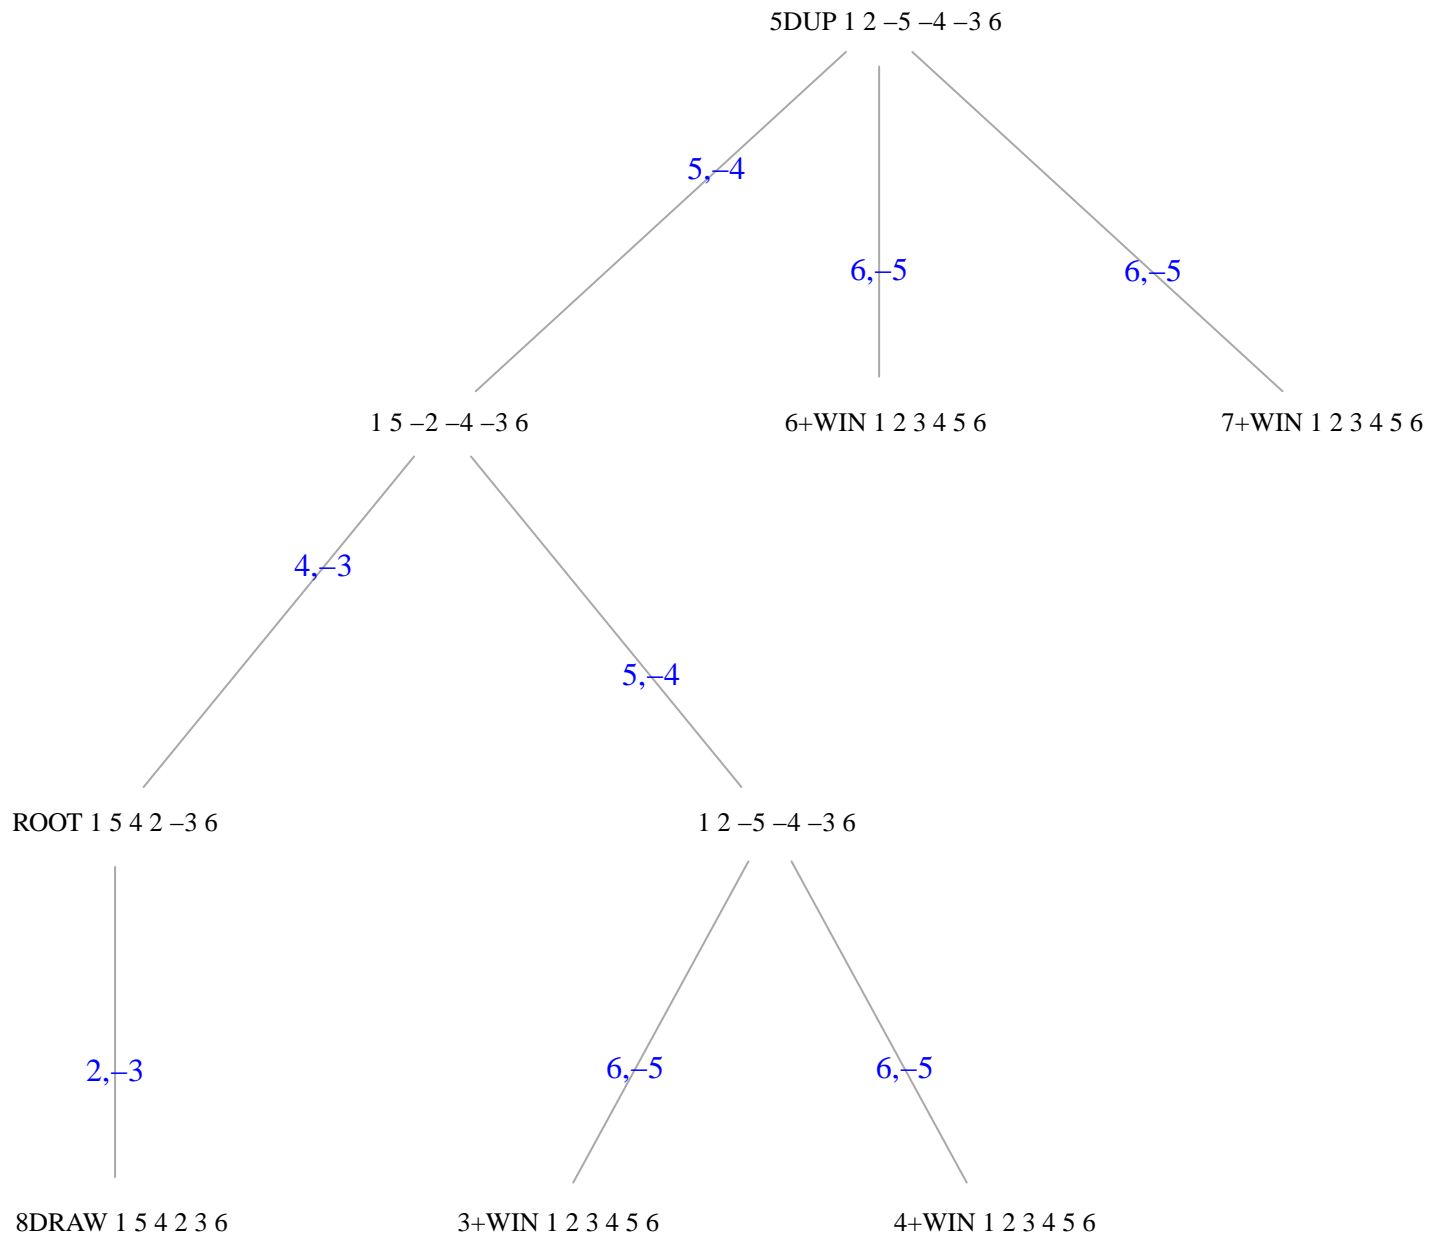 5DUP 1 2 –5 –4 –3 6
5,–4
6,–5
6,–5
1 5 –2 –4 –3 6
6+WIN 1 2 3 4 5 6
7+WIN 1 2 3 4 5 6
4,–3
5,–4
ROOT 1 5 4 2 –3 6
1 2 –5 –4 –3 6
2,–3
6,–5
6,–5
8DRAW 1 5 4 2 3 6
3+WIN 1 2 3 4 5 6
4+WIN 1 2 3 4 5 6